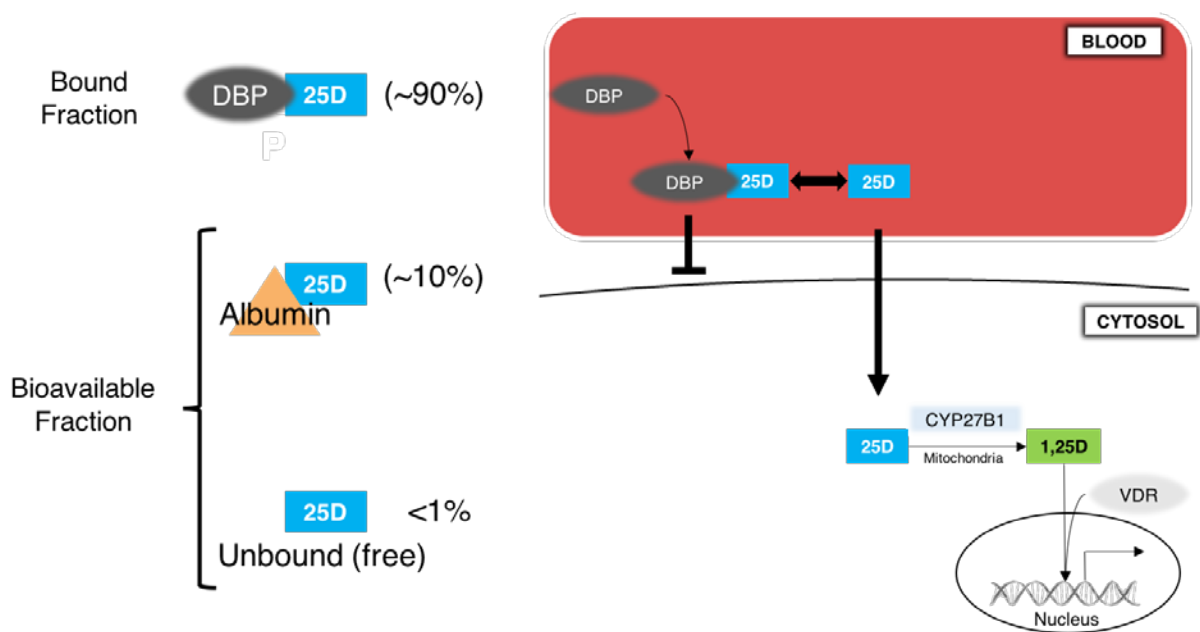 Bound
Fraction
DBP 25D (~90%)
P
25D (~10%)
Albumin
Bioavailable
Fraction
25D <1%
Unbound (free)
BLOOD
DBP
DBP 25D 25D
CYTOSOL
CYP27B1
25D 1,25D
Mitochondria
VDR
Nucleus